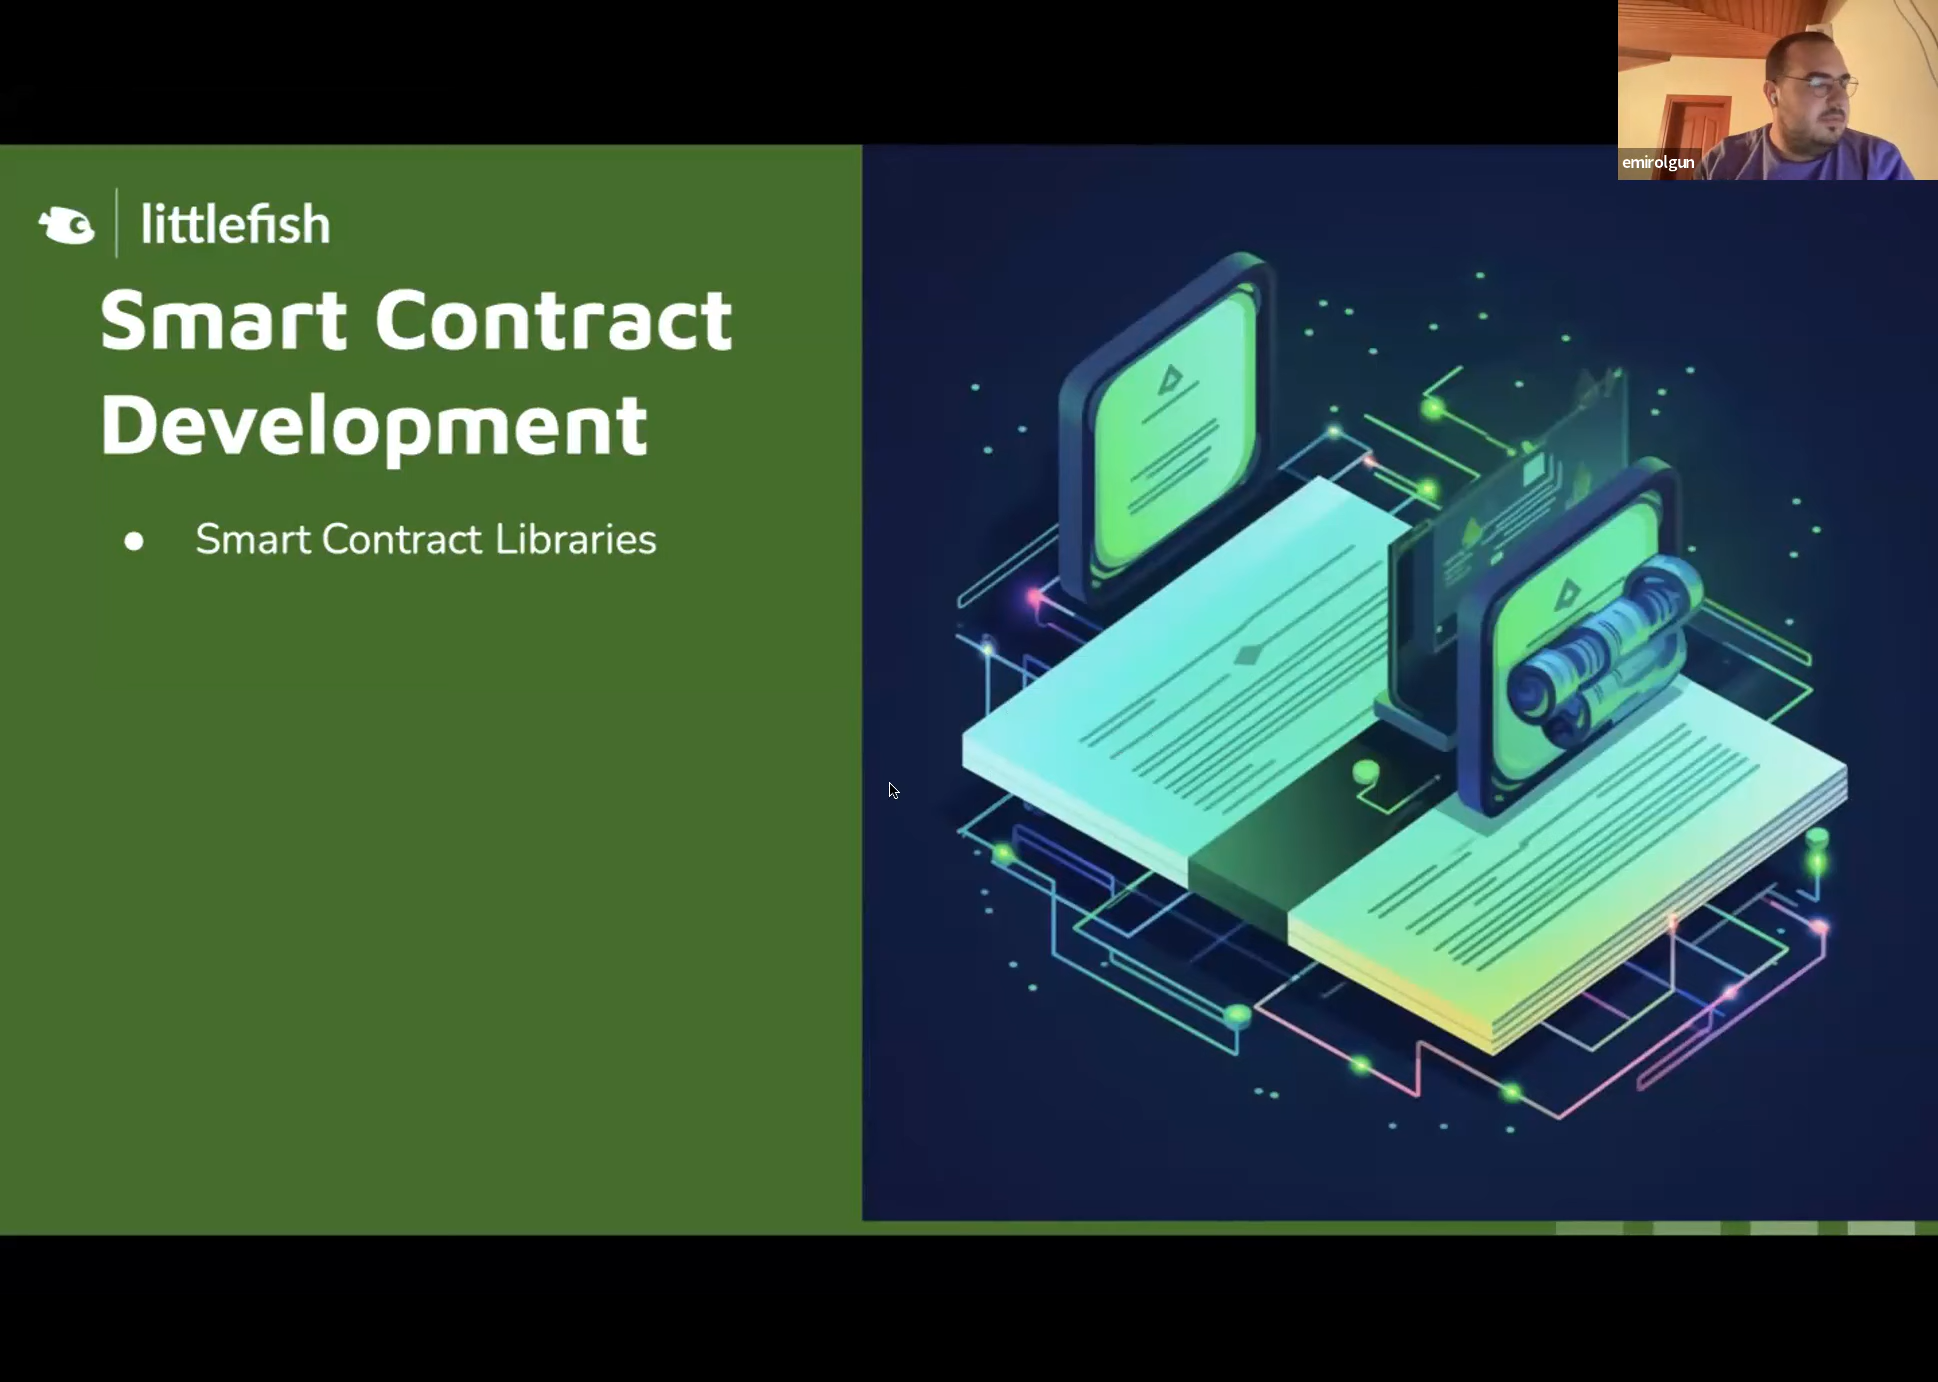 emirolgun
littlefish
Smart Contract
Development
● Smart Contract Libraries